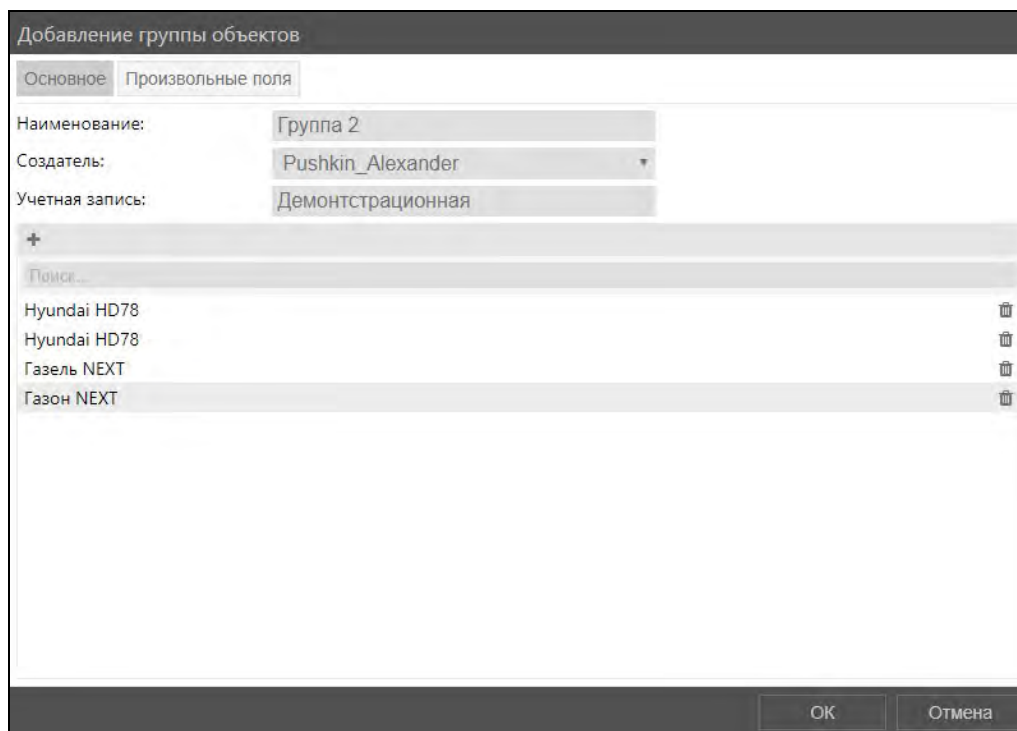 Добавление группы объектов
Основное Произвольные поля
Наименование: Группа 2
Создатель: Pushkin_Alexander
Учетная запись: Демонтстрационная
+
Поиск...
Hyundai HD78
Hyundai HD78
Газель NEXT
Газон NEXT
ОК Отмена